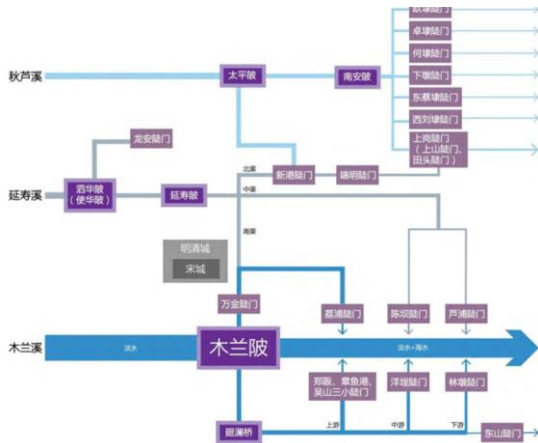 欧埭陡门
卓埭陡门
何埭陡门
秋芦溪
太平陂
南安陂
下墩陡门
东蔡埭陡门
西刘埭陡门
龙安陡门
上岗陡门
（上山陡门、
田头陡门）
北渠
新港陡门
端明陡门
延寿溪
泗华陂
（使华陂）
延寿陂
中渠
南渠
明清城
宋城
万金陡门
荔浦陡门
陈坝陡门
芦浦陡门
木兰溪
淡水
木兰陂
淡水+海水
郑坂、章鱼港、
吴山三小陡门
洋埕陡门
林墩陡门
回澜桥
上游
中游
下游
东山陡门